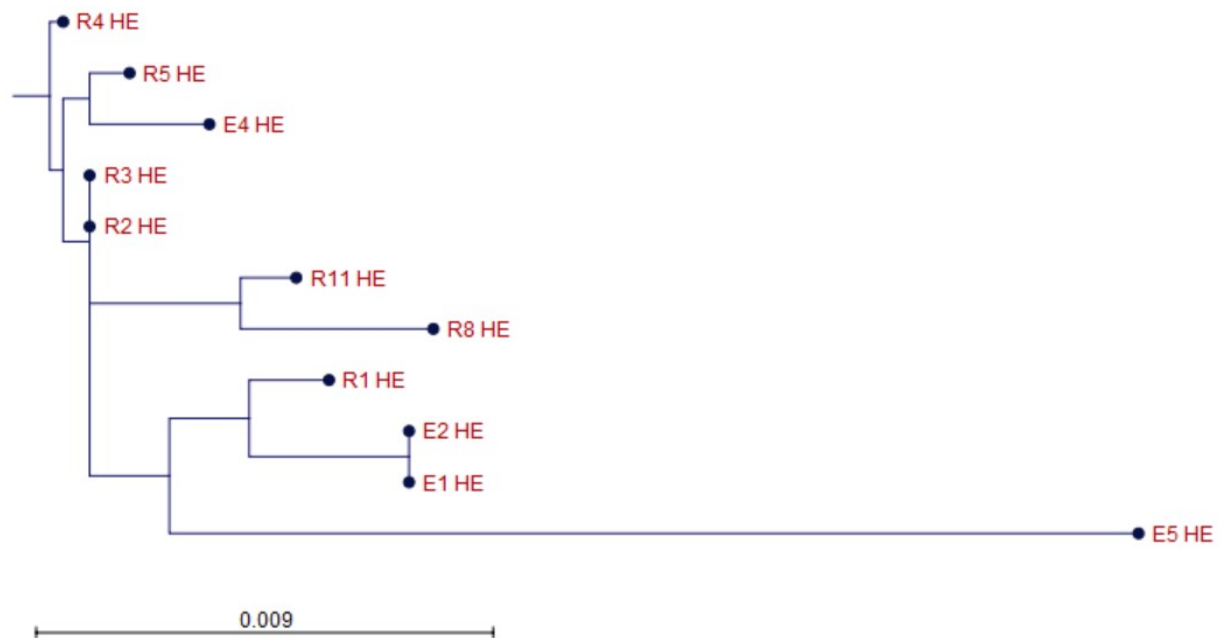 R4 HE
R5 HE
E4 HE
R3 HE
R2 HE
R11 HE
R8 HE
R1 HE
E2 HE
E1 HE
E5 HE
0.009